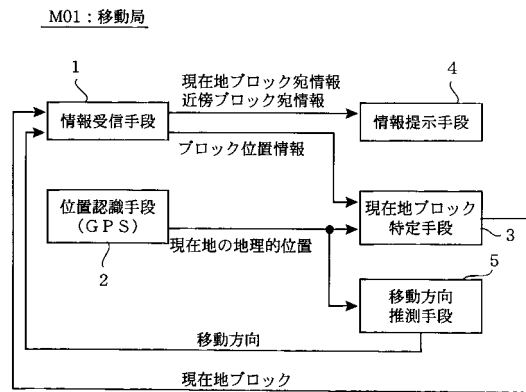 M01：移動局
1
情報受信手段
現在地ブロック宛情報
近傍ブロック宛情報
4
情報提示手段
ブロック位置情報
位置認識手段
(GPS)
2
現在地の地理的位置
現在地ブロック
特定手段
3
5
移動方向
推測手段
移動方向
現在地ブロック